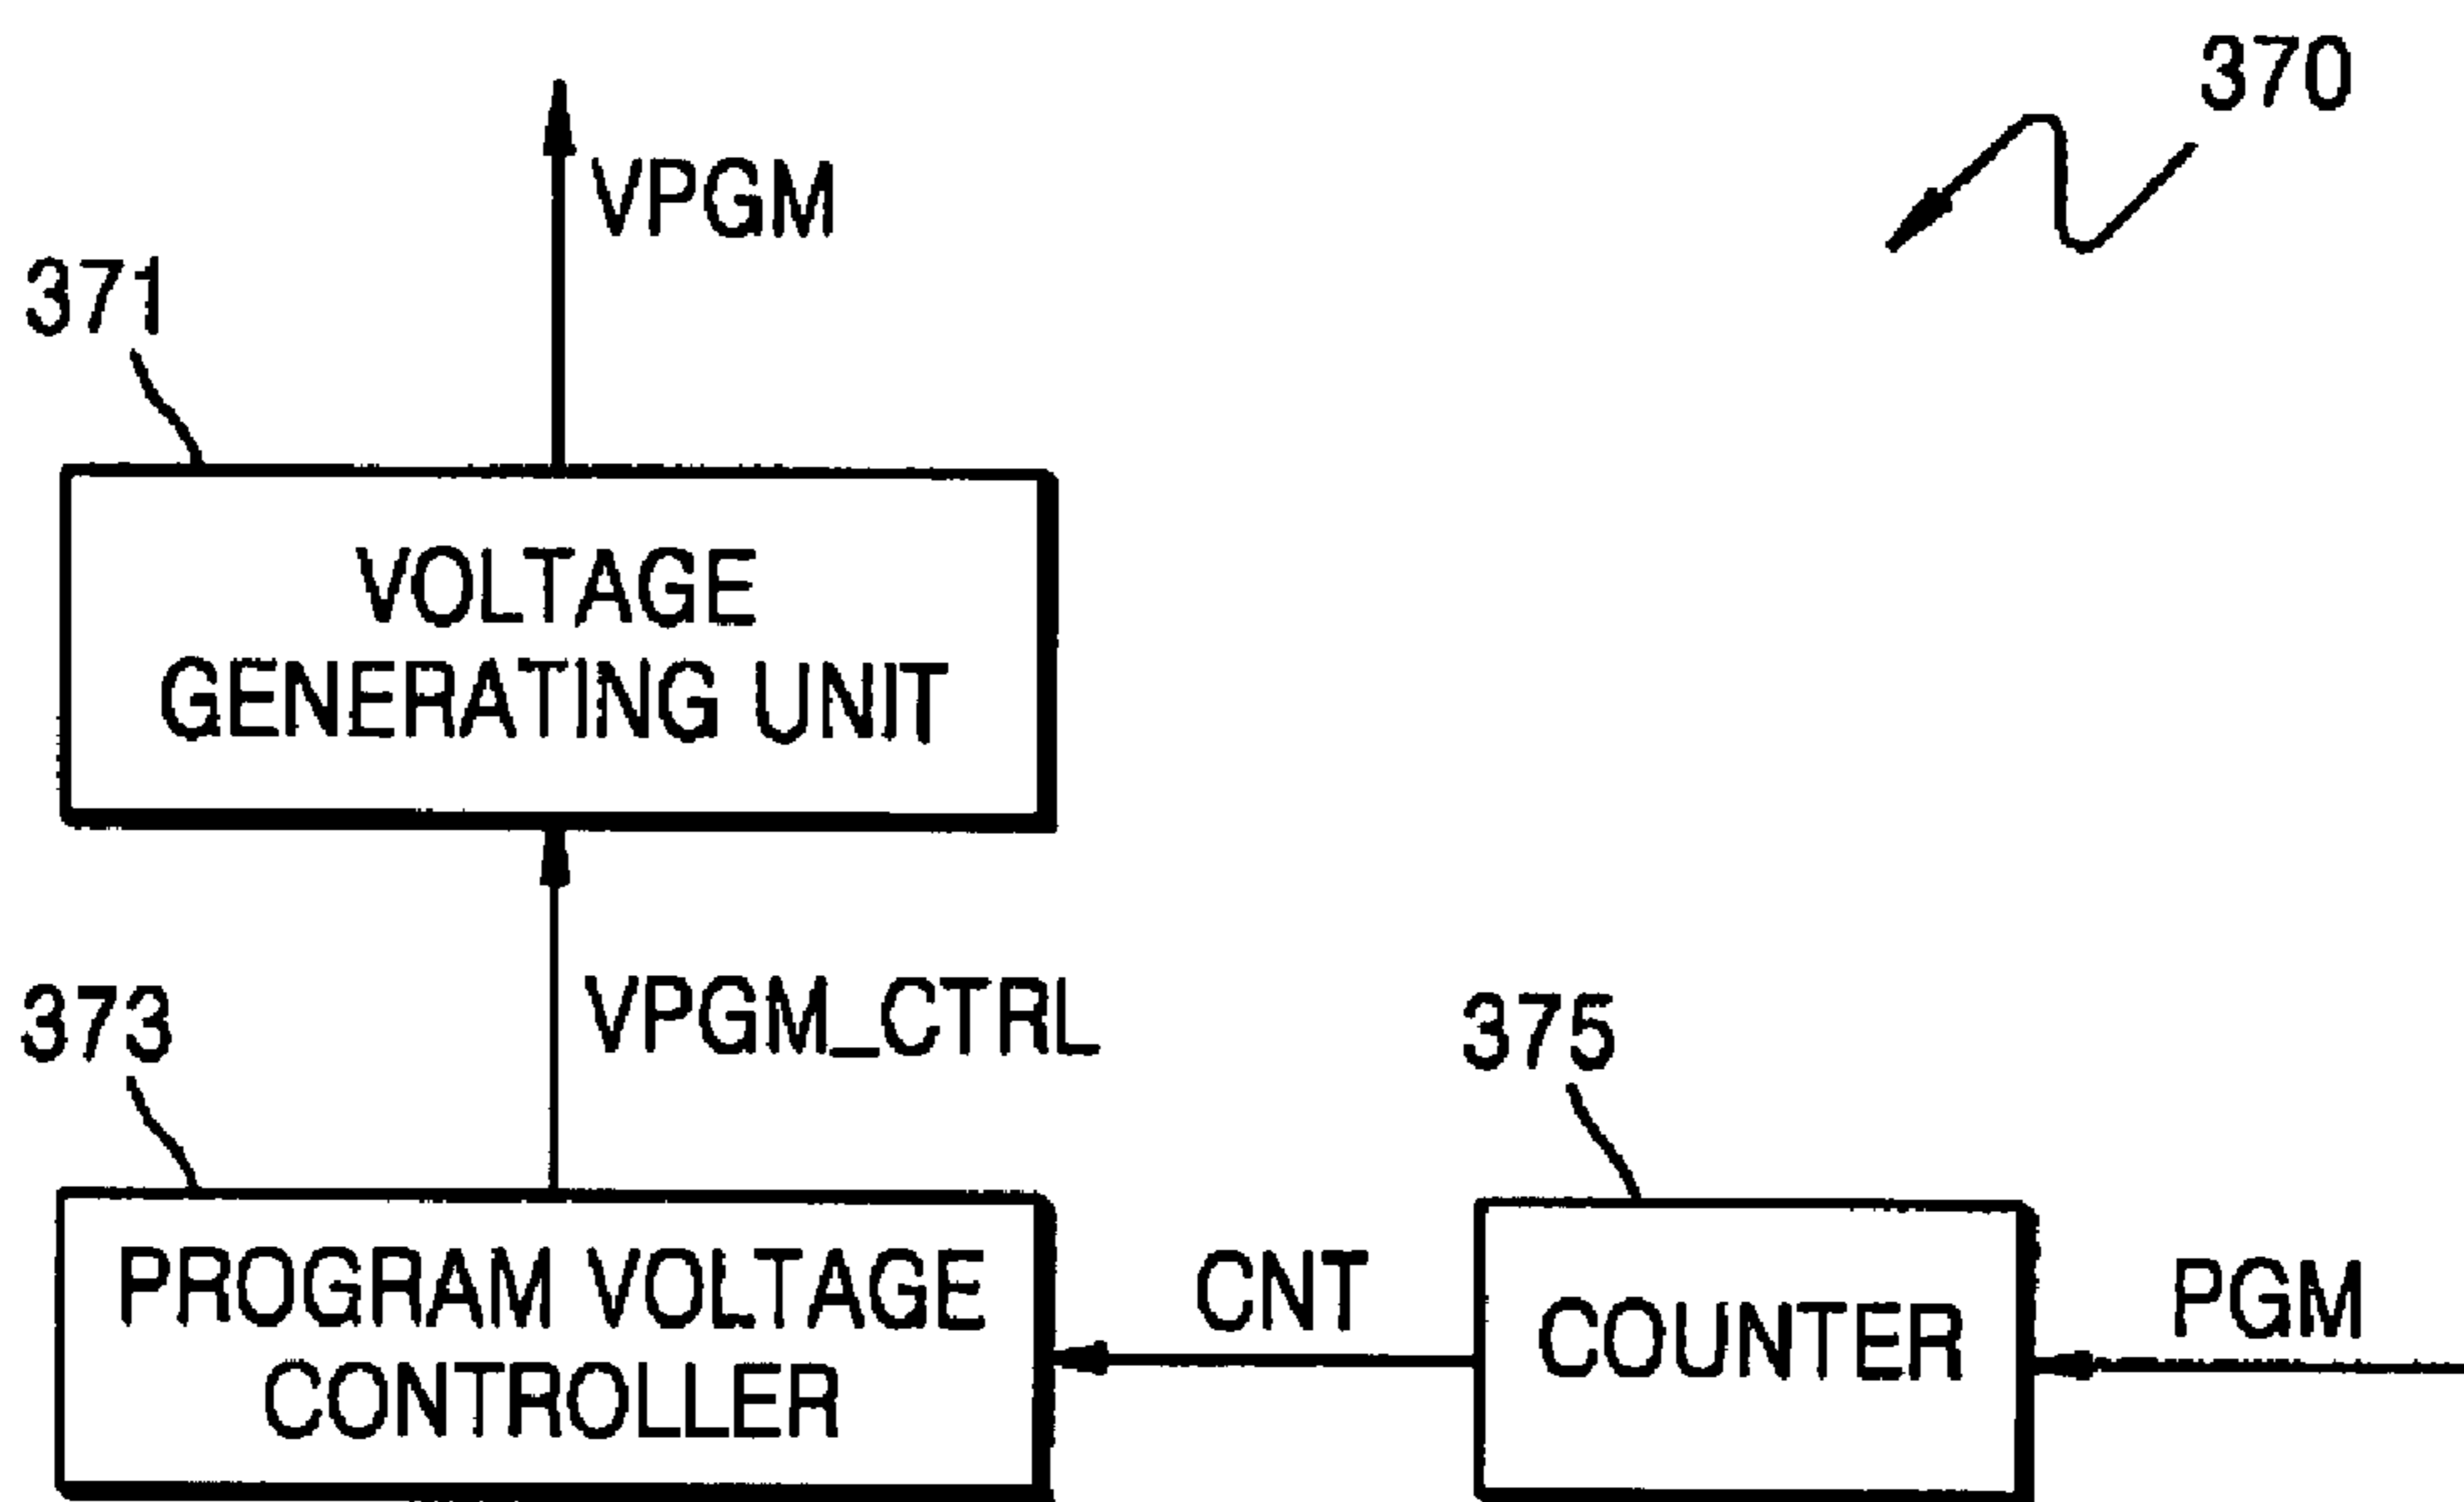 370
VPGM
371
VOLTAGE
GENERATING UNIT
VPGM_CTRL
373
375
PROGRAM VOLTAGE
CONTROLLER
CNT
COUNTER
PGM